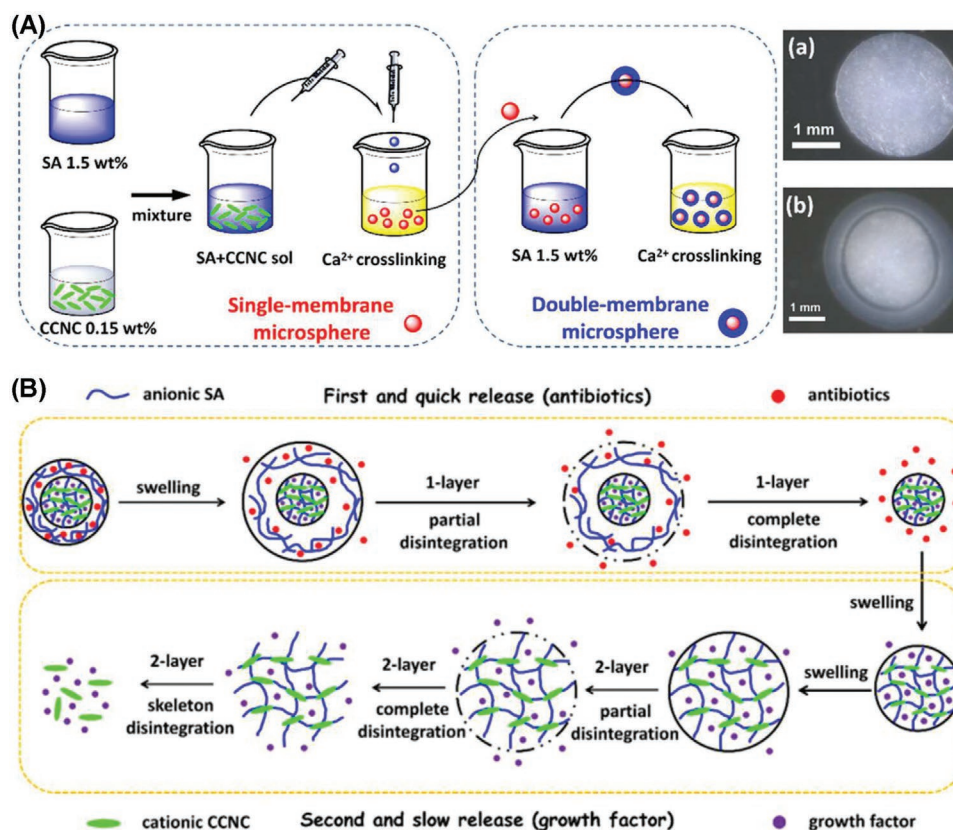 (A)
SA 1.5 wt%
mixture
CCNC 0.15 wt%
SA+CCNC sol
Ca²⁺ crosslinking
Single-membrane
microsphere
SA 1.5 wt%
Ca²⁺ crosslinking
Double-membrane
microsphere
(a)
1 mm
(b)
1 mm
(B)
anionic SA
First and quick release (antibiotics)
antibiotics
swelling
1-layer
partial
disintegration
1-layer
complete
disintegration
swelling
swelling
2-layer
partial
disintegration
2-layer
complete
disintegration
2-layer
skeleton
disintegration
cationic CCNC
Second and slow release (growth factor)
growth factor